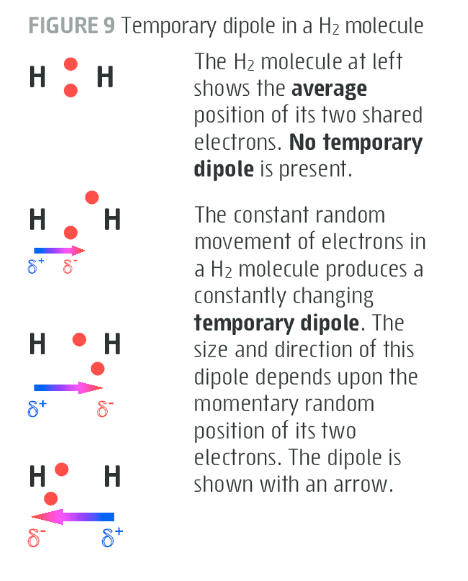 FIGURE 9 Temporary dipole in a H₂ molecule
H H
The H₂ molecule at left
shows the average
position of its two shared
electrons. No temporary
dipole is present.
H H
δ⁺ δ⁻
The constant random
movement of electrons in
a H₂ molecule produces a
constantly changing
temporary dipole. The
size and direction of this
dipole depends upon the
momentary random
position of its two
electrons. The dipole is
shown with an arrow.
H H
δ⁺ δ⁻
H H
δ⁻ δ⁺